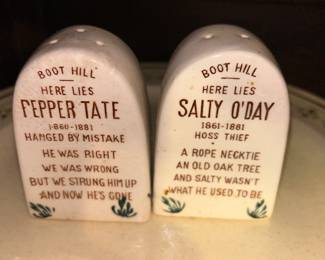 BOOT HILL
HERE LIES
PEPPER TATE
1860-1881
HANGED BY MISTAKE
HE WAS RIGHT
WE WAS WRONG
BUT WE STRUNG HIM UP
AND NOW HE'S GONE
BOOT HILL
HERE LIES
SALTY O'DAY
1861-1881
HOSS THIEF
A ROPE NECKTIE
AN OLD OAK TREE
AND SALTY WASN'T
WHAT HE USED TO BE